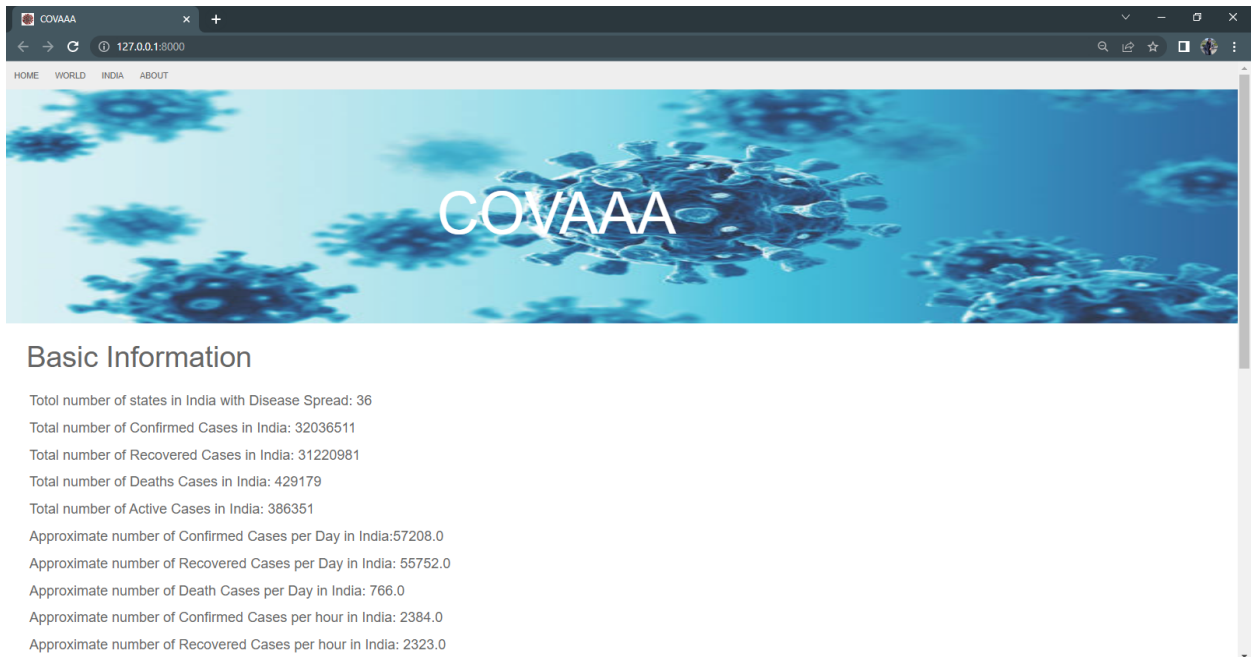 COVAAA
127.0.0.1:8000
HOME WORLD INDIA ABOUT
COVAAA
Basic Information
Totol number of states in India with Disease Spread: 36
Total number of Confirmed Cases in India: 32036511
Total number of Recovered Cases in India: 31220981
Total number of Deaths Cases in India: 429179
Total number of Active Cases in India: 386351
Approximate number of Confirmed Cases per Day in India:57208.0
Approximate number of Recovered Cases per Day in India: 55752.0
Approximate number of Death Cases per Day in India: 766.0
Approximate number of Confirmed Cases per hour in India: 2384.0
Approximate number of Recovered Cases per hour in India: 2323.0